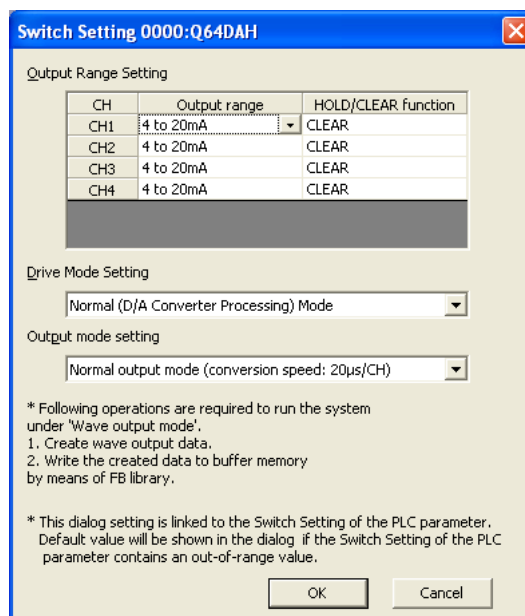 Switch Setting 0000:Q64DAH
Output Range Setting
CH Output range HOLD/CLEAR function
CH1 4 to 20mA CLEAR
CH2 4 to 20mA CLEAR
CH3 4 to 20mA CLEAR
CH4 4 to 20mA CLEAR
Drive Mode Setting
Normal (D/A Converter Processing) Mode
Output mode setting
Normal output mode (conversion speed: 20µs/CH)
* Following operations are required to run the system
under 'Wave output mode'.
1. Create wave output data.
2. Write the created data to buffer memory
by means of FB library.
* This dialog setting is linked to the Switch Setting of the PLC parameter.
Default value will be shown in the dialog if the Switch Setting of the PLC
parameter contains an out-of-range value.
OK Cancel